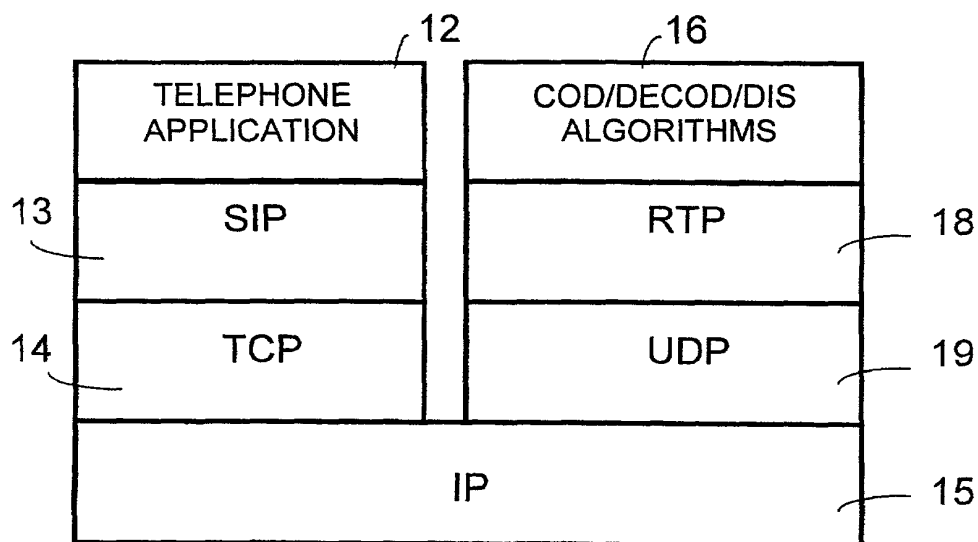 12
16
TELEPHONE
APPLICATION
COD/DECOD/DIS
ALGORITHMS
13
SIP
RTP
18
14
TCP
UDP
19
IP
15